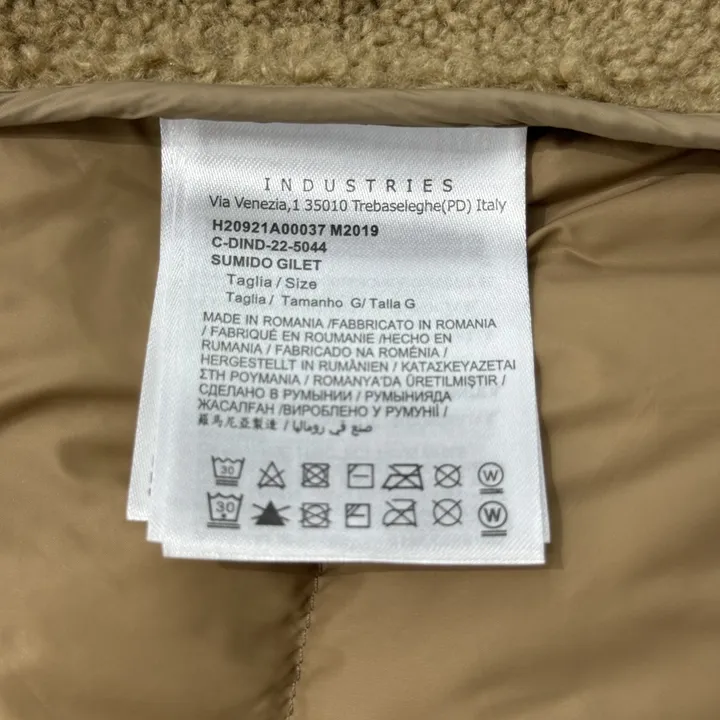 INDUSTRIES
Via Venezia,1 35010 Trebaseleghe(PD) Italy
H20921A00037 M2019
C-DIND-22-5044
SUMIDO GILET
Taglia / Size
Taglia / Tamanho G/ Talla G
MADE IN ROMANIA /FABBRICATO IN ROMANIA
/ FABRIQUÉ EN ROUMANIE /HECHO EN
RUMANIA / FABRICADO NA ROMÉNIA /
HERGESTELLT IN RUMÄNIEN / ΚΑΤΑΣΚΕΥΑΖΕΤΑΙ
ΣΤΗ ΡΟΥΜΑΝΙΑ / ROMANYA'DA ÜRETILMIŞTIR /
СДЕЛАНО В РУМЫНИИ / РУМЫНИЯДА
ЖАСАЛҒАН /ВИРОБЛЕНО У РУМУНІЇ /
羅馬尼亞製造 / صنع في رومانيا
30 W
30 W